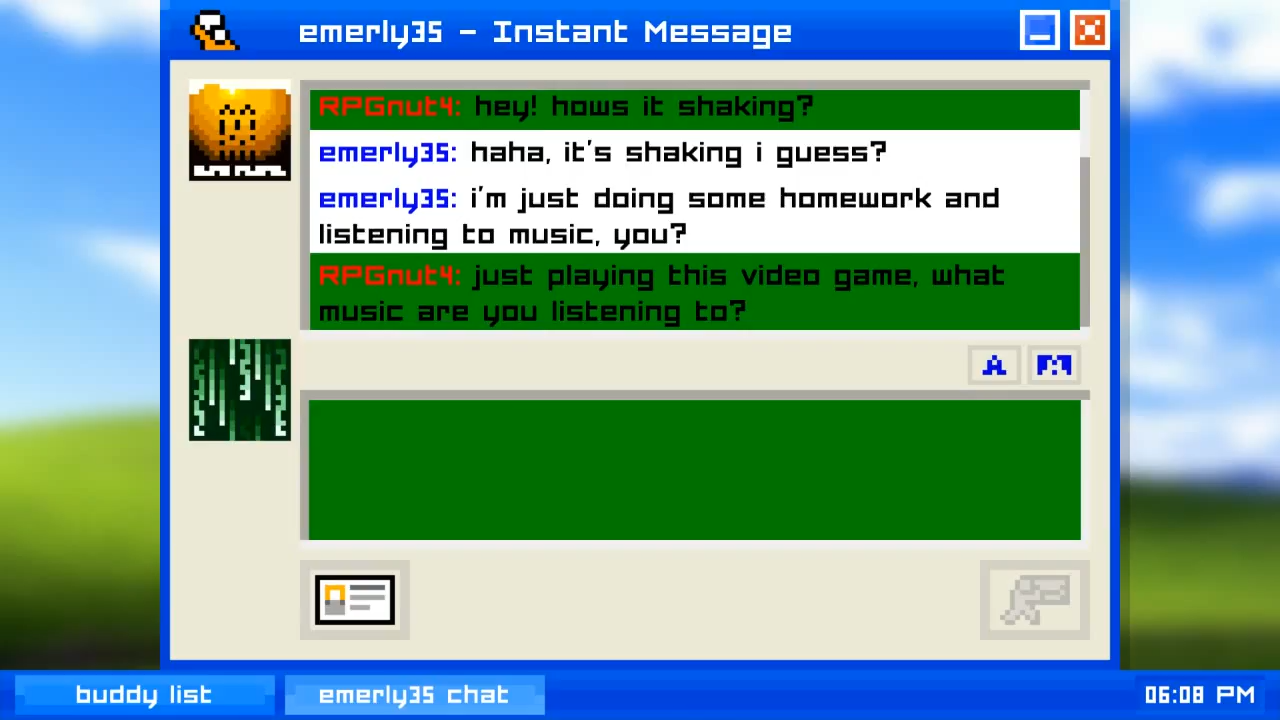 emerly35 - Instant Message
RPGnut4: hey! hows it shaking?
emerly35: haha, it's shaking i guess?
emerly35: i'm just doing some homework and
listening to music, you?
RPGnut4: just playing this video game, what
music are you listening to?
A
buddy list
emerly35 chat
06:08 PM